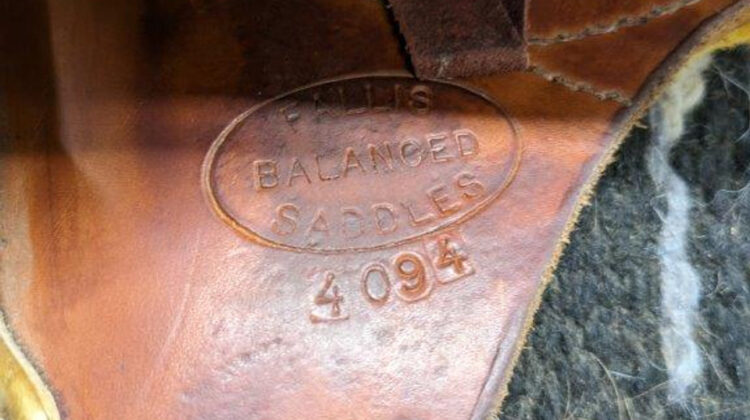 FALLIS
BALANCED
SADDLES
4094